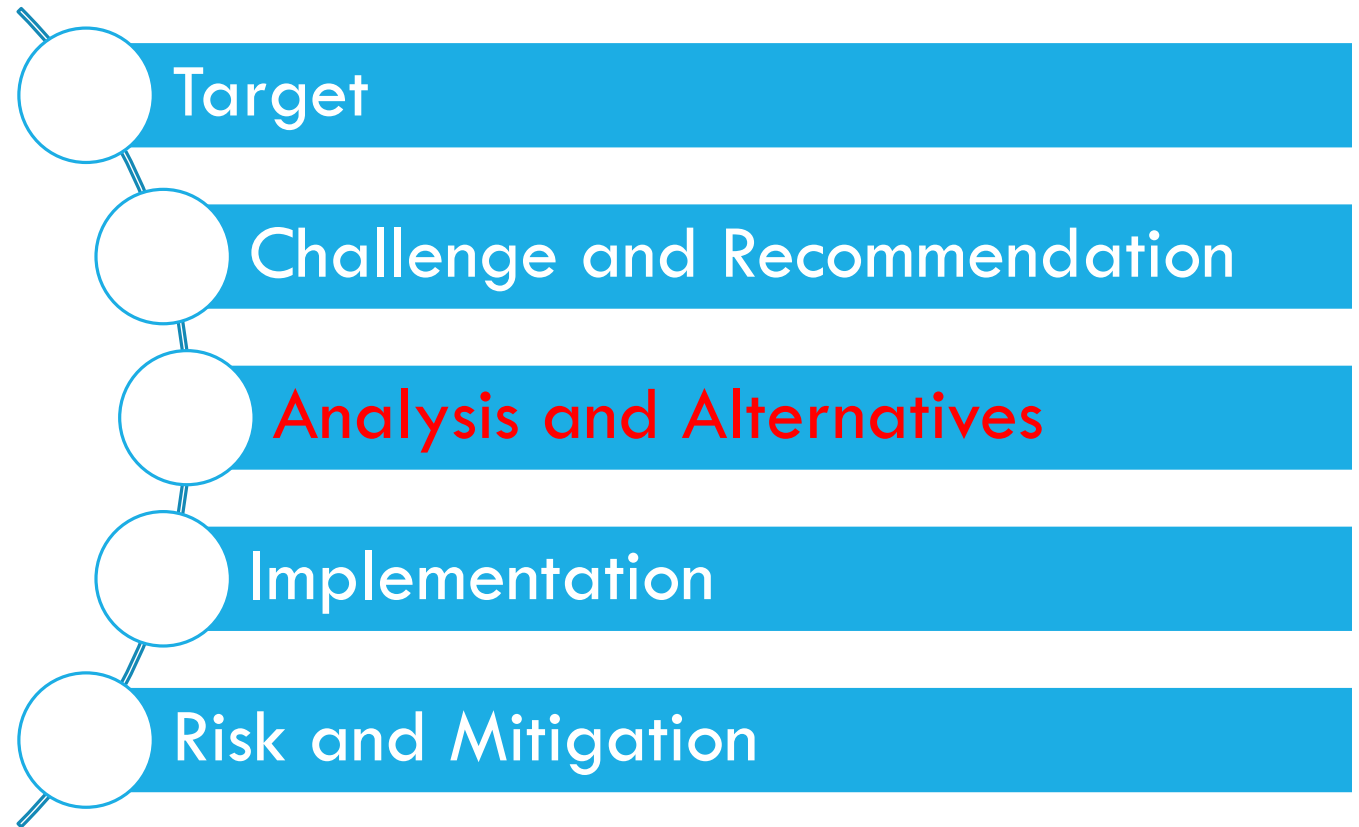 Target
Challenge and Recommendation
Analysis and Alternatives
Implementation
Risk and Mitigation